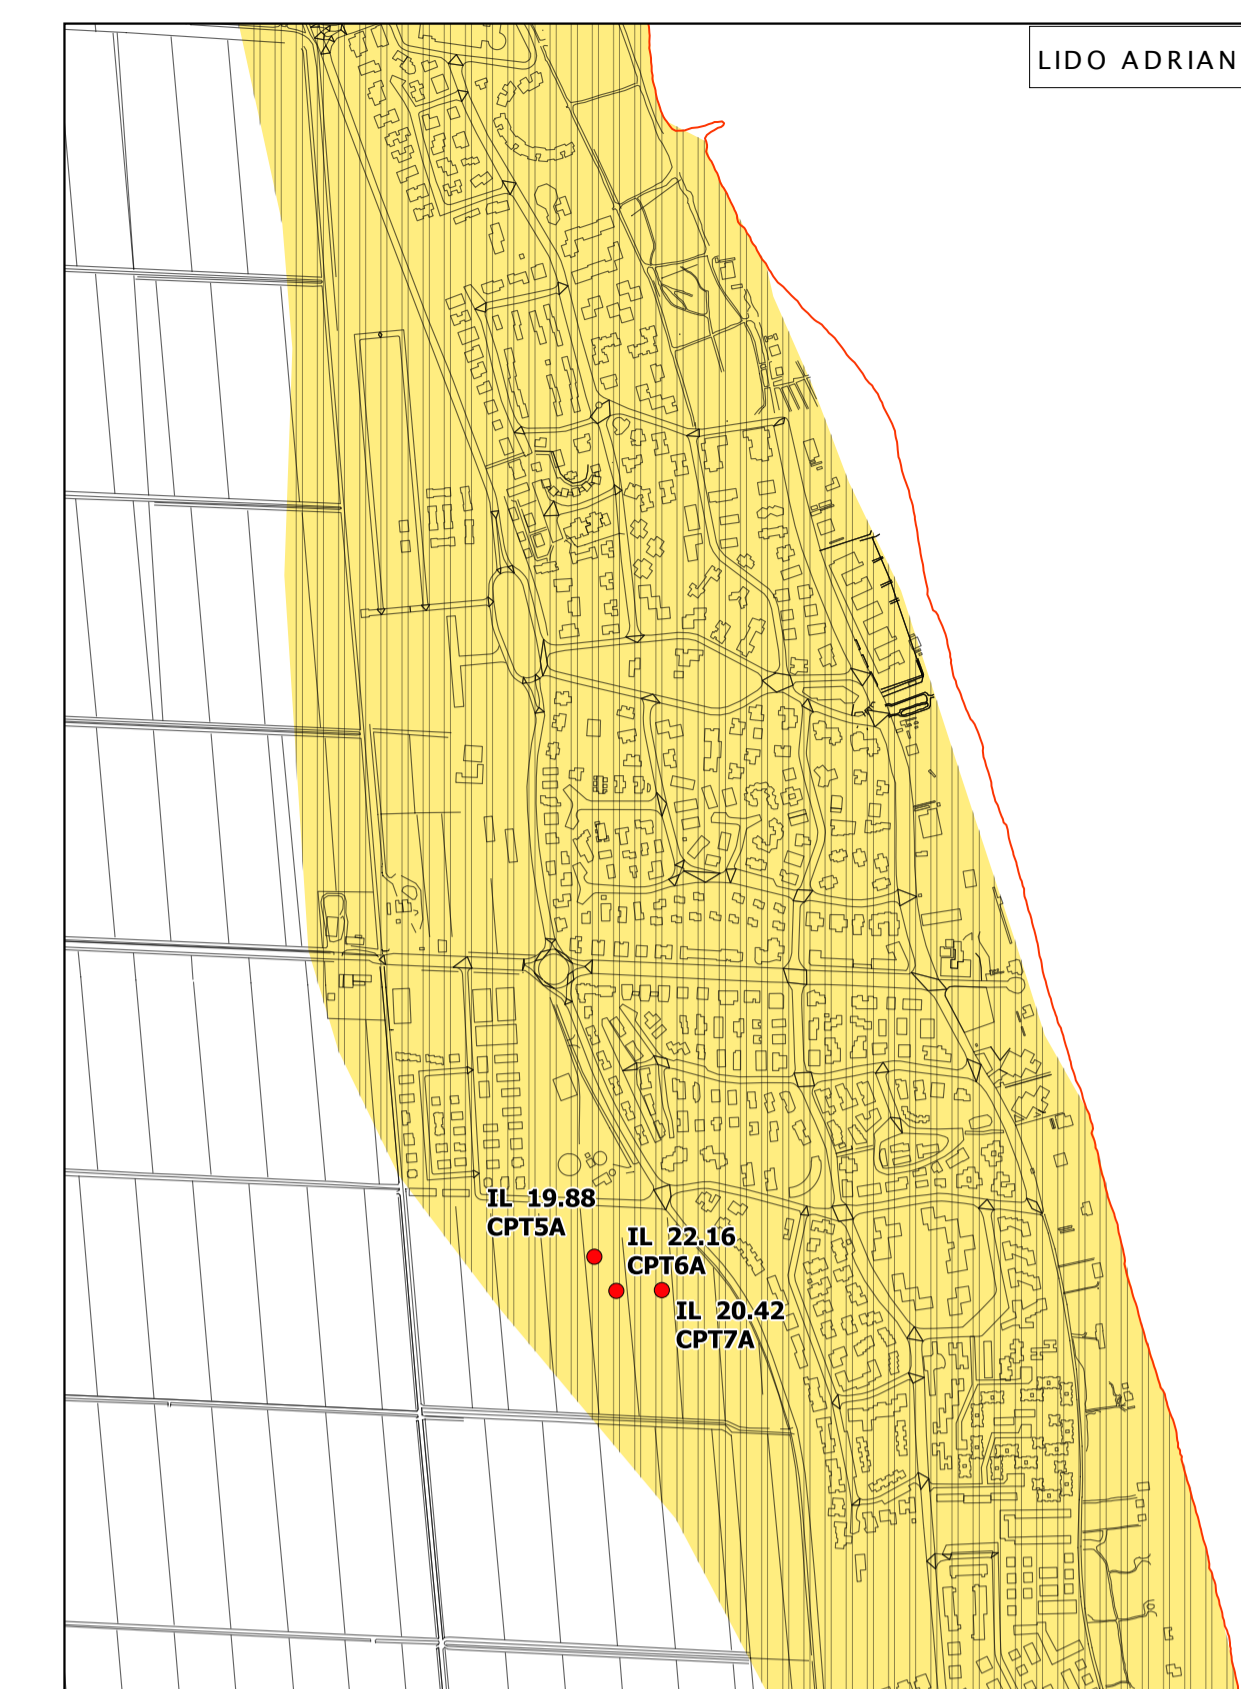 LIDO ADRIAN
IL 19.88
CPT5A
IL 22.16
CPT6A
IL 20.42
CPT7A